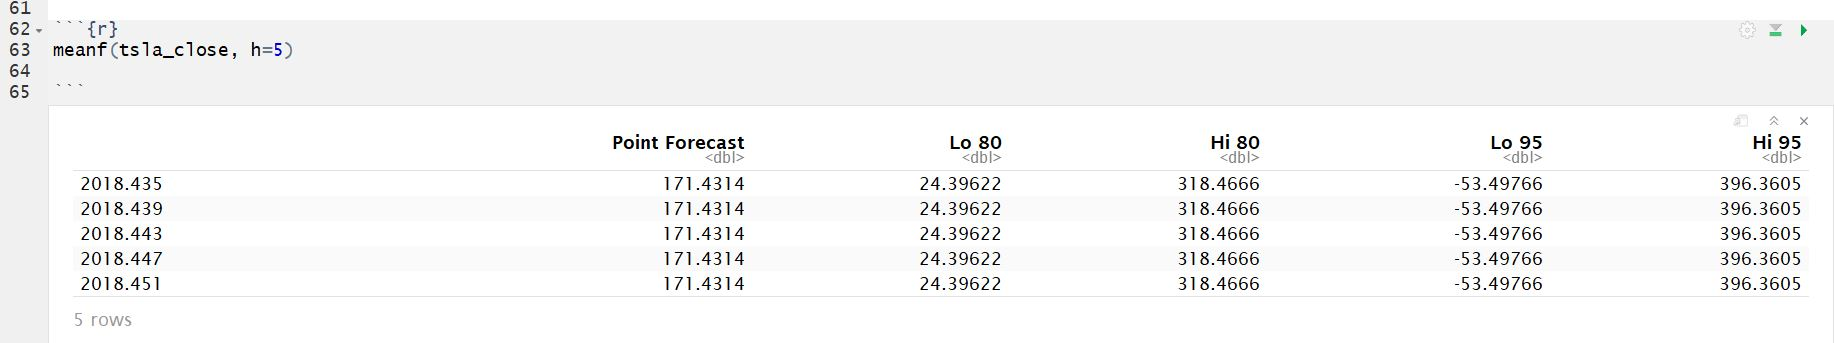 61
62 ```{r}
63 meanf(tsla_close, h=5)
64
65 ```
Point Forecast Lo 80 Hi 80 Lo 95 Hi 95
<dbl> <dbl> <dbl> <dbl> <dbl>
2018.435 171.4314 24.39622 318.4666 -53.49766 396.3605
2018.439 171.4314 24.39622 318.4666 -53.49766 396.3605
2018.443 171.4314 24.39622 318.4666 -53.49766 396.3605
2018.447 171.4314 24.39622 318.4666 -53.49766 396.3605
2018.451 171.4314 24.39622 318.4666 -53.49766 396.3605
5 rows